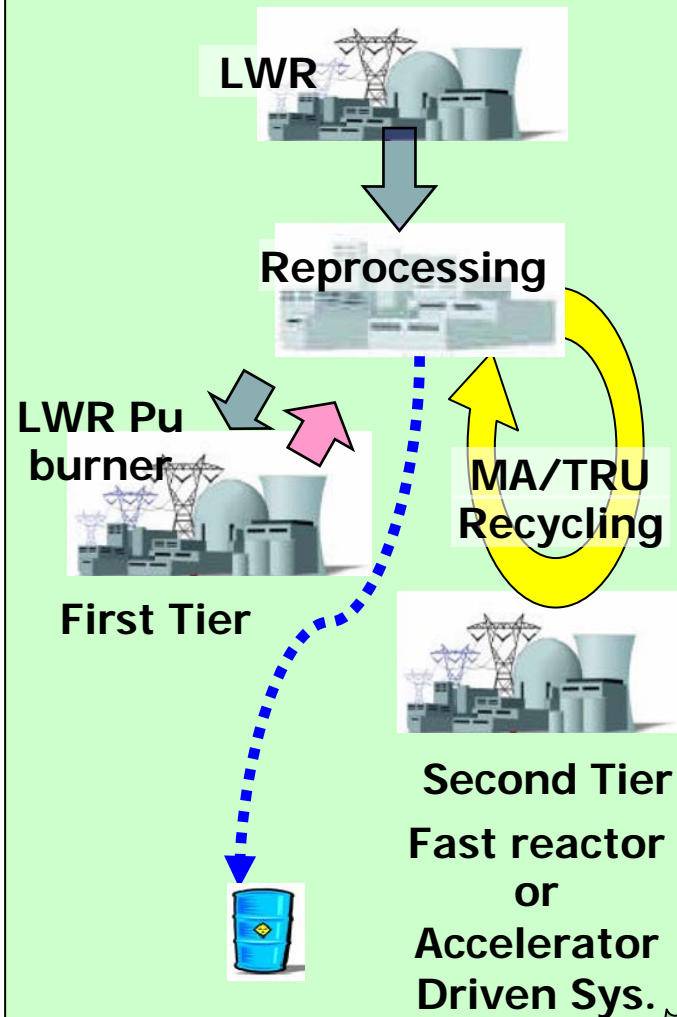 LWR
Reprocessing
LWR Pu
burner
MA/TRU
Recycling
First Tier
Second Tier
Fast reactor
or
Accelerator
Driven Sys.